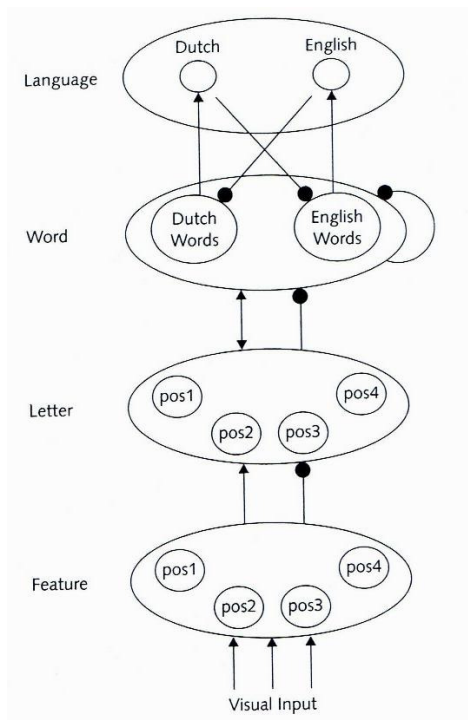 Dutch English
Language
Dutch Words English Words
Word
pos1 pos4
Letter
pos2 pos3
pos1 pos4
Feature
pos2 pos3
Visual Input